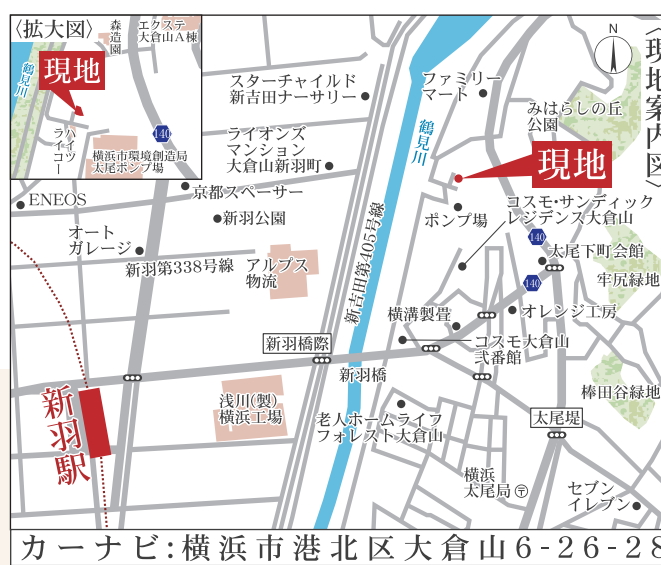 〈拡大図〉
森造園
エクステ
大倉山A棟
現地
鶴見川
ハイツ
ライコー
140
横浜市環境創造局
太尾ポンプ場
スターチャイルド
新吉田ナーサリー
ファミリー
マート
N
〈現地案内図〉
みはらしの丘
公園
鶴見川
ライオンズ
マンション
大倉山新羽町
現地
ENEOS
京都スペーサー
新羽公園
ポンプ場
コスモ・サンディック
レジデンス大倉山
オート
ガレージ
新羽第338号線
アルプス
物流
新吉田第405号線
140
太尾下町会館
140
牢尻緑地
横溝製畳
オレンジ工房
新羽橋際
コスモ大倉山
弐番館
新羽橋
新羽駅
浅川(製)
横浜工場
老人ホームライフ
フォレスト大倉山
棒田谷緑地
太尾堤
横浜
太尾局〒
セブン
イレブン
カーナビ:横浜市港北区大倉山6-26-28